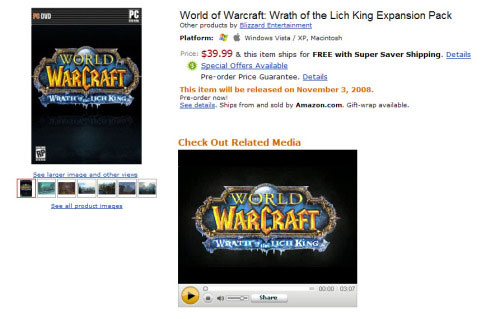 PC DVD
PC
WORLD
WARCRAFT
WRATH of the LICH KING
World of Warcraft: Wrath of the Lich King Expansion Pack
Other products by Blizzard Entertainment
Platform: Windows Vista / XP, Macintosh
Price: $39.99 & this item ships for FREE with Super Saver Shipping. Details
Special Offers Available
Pre-order Price Guarantee. Details
This item will be released on November 3, 2008.
Pre-order now!
See details. Ships from and sold by Amazon.com. Gift-wrap available.
See larger image and other views
See all product images
Check Out Related Media
WORLD
OF
WARCRAFT
WRATH of the LICH KING
00:00 - 03:07
Share